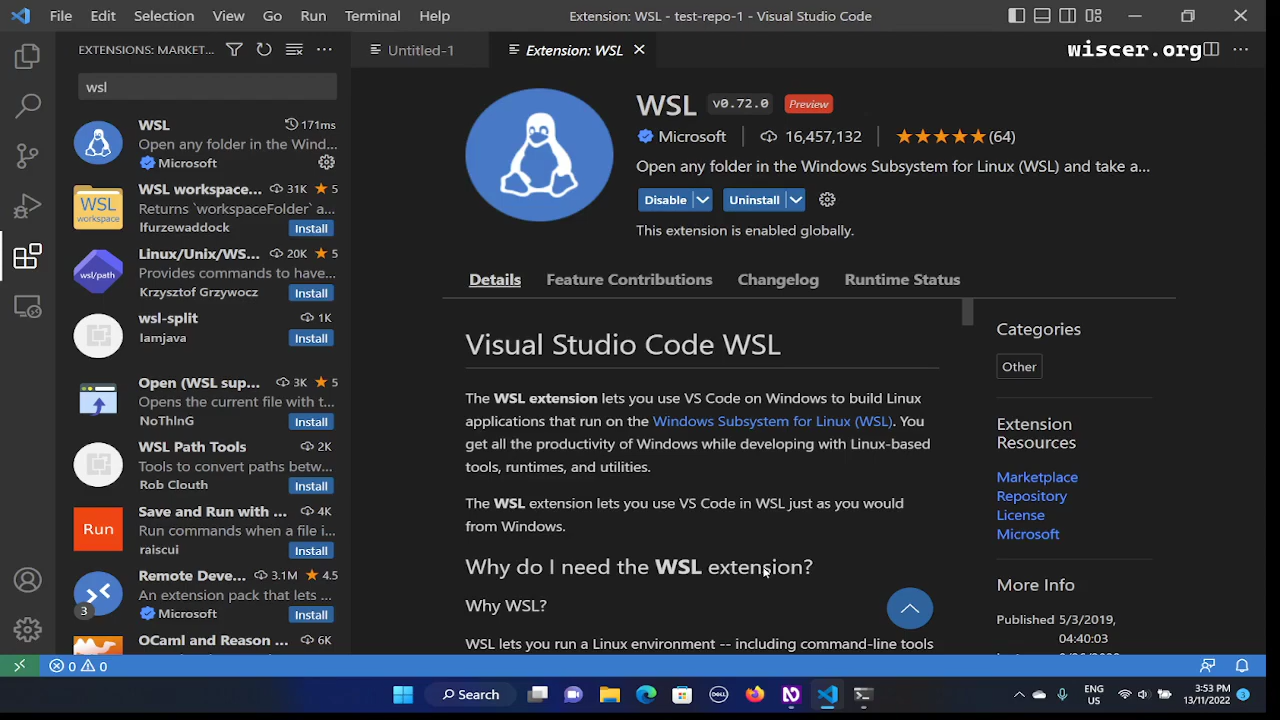 File Edit Selection View Go Run Terminal Help
Extension: WSL - test-repo-1 - Visual Studio Code
EXTENSIONS: MARKET...
wsl
WSL 171ms
Open any folder in the Wind...
Microsoft
WSL workspace... 31K 5
Returns `workspaceFolder` a...
lfurzewaddock Install
WSL workspace
Linux/Unix/WS... 20K 5
Provides commands to have...
Krzysztof Grzywocz Install
wsl/path
wsl-split 1K
Iamjava Install
Open (WSL sup... 3K 5
Opens the current file with t...
NoThInG Install
WSL Path Tools 2K
Tools to convert paths betw...
Rob Clouth Install
Save and Run with ... 4K
Run commands when a file i...
raiscui Install
Run
Remote Deve... 3.1M 4.5
An extension pack that lets ...
Microsoft Install
3
OCaml and Reason ... 6K
Untitled-1
Extension: WSL
wiscer.org
WSL v0.72.0 Preview
Microsoft 16,457,132 (64)
Open any folder in the Windows Subsystem for Linux (WSL) and take a...
Disable Uninstall
This extension is enabled globally.
Details Feature Contributions Changelog Runtime Status
Visual Studio Code WSL
The WSL extension lets you use VS Code on Windows to build Linux
applications that run on the Windows Subsystem for Linux (WSL). You
get all the productivity of Windows while developing with Linux-based
tools, runtimes, and utilities.
The WSL extension lets you use VS Code in WSL just as you would
from Windows.
Why do I need the WSL extension?
Why WSL?
WSL lets you run a Linux environment -- including command-line tools
Categories
Other
Extension
Resources
Marketplace
Repository
License
Microsoft
More Info
Published 5/3/2019,
04:40:03
0 0
Search
DELL
ENG
US
3:53 PM
13/11/2022
3